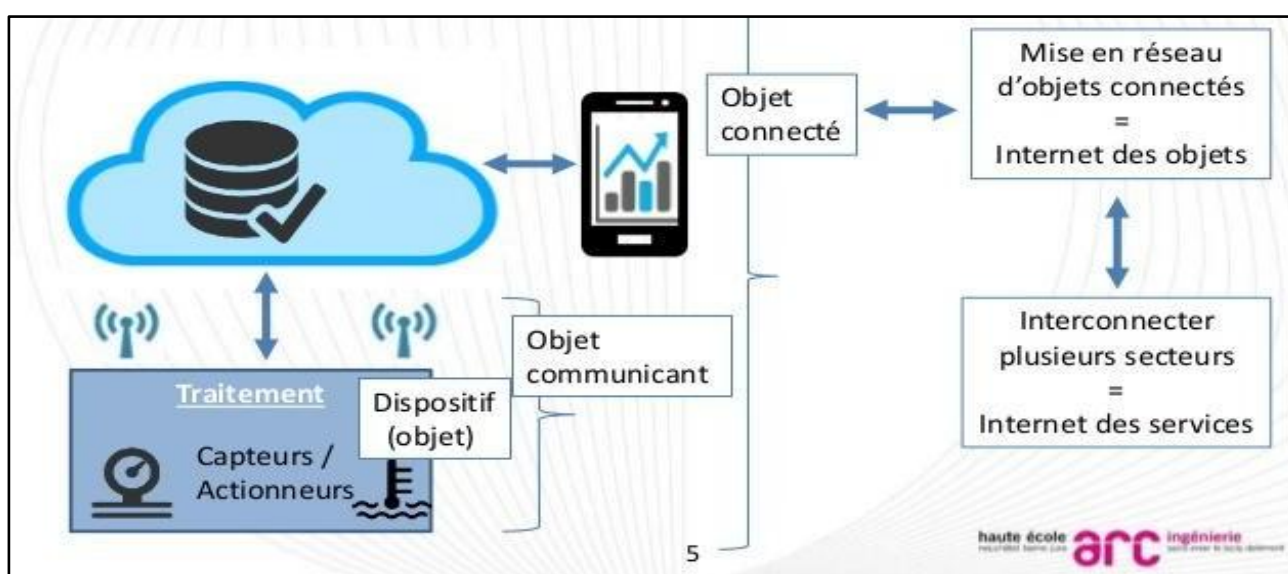 Objet
connecté
Mise en réseau
d'objets connectés
=
Internet des objets
Interconnecter
plusieurs secteurs
=
Internet des services
Objet
communicant
Traitement
Dispositif
(objet)
Capteurs /
Actionneurs
5
haute école
arc
ingénierie